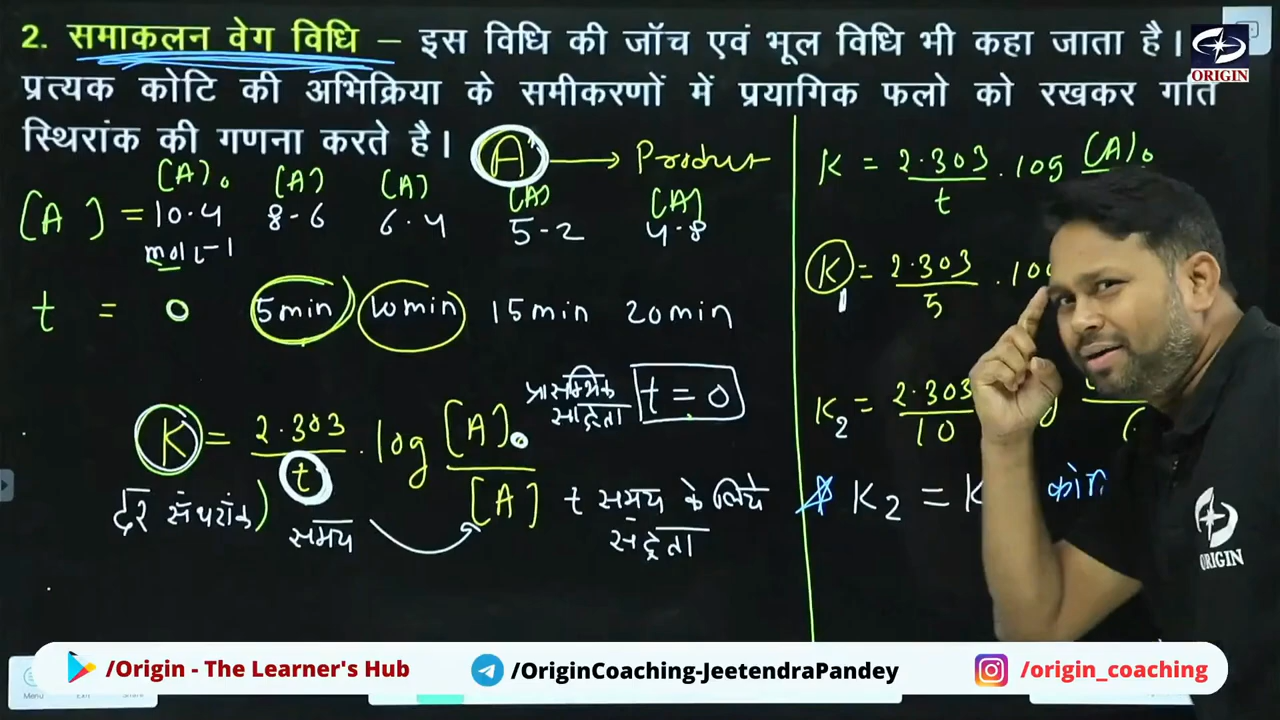 2. समाकलन वेग विधि – इस विधि की जॉच एवं भूल विधि भी कहा जाता है।
प्रत्यक कोटि की अभिक्रिया के समीकरणों में प्रयागिक फलो को रखकर गति
स्थिरांक की गणना करते है।
A → Product
[A]₀ [A] [A] [A] [A]
[A] = 10.4 8-6 6.4 5-2 4.8
mol L-1
t = 0 5min 10min 15min 20min
K = 2.303/t . log [A]₀/[A]
प्रारम्भिक सांद्रता t = 0
समय
t समय के लिये
सांद्रता
K = 2.303/t . log [A]₀
K₁ = 2.303/5 . log
K₂ = 2.303/10
K₂ = K
ORIGIN
ORIGIN
/Origin - The Learner's Hub
/OriginCoaching-JeetendraPandey
/origin_coaching